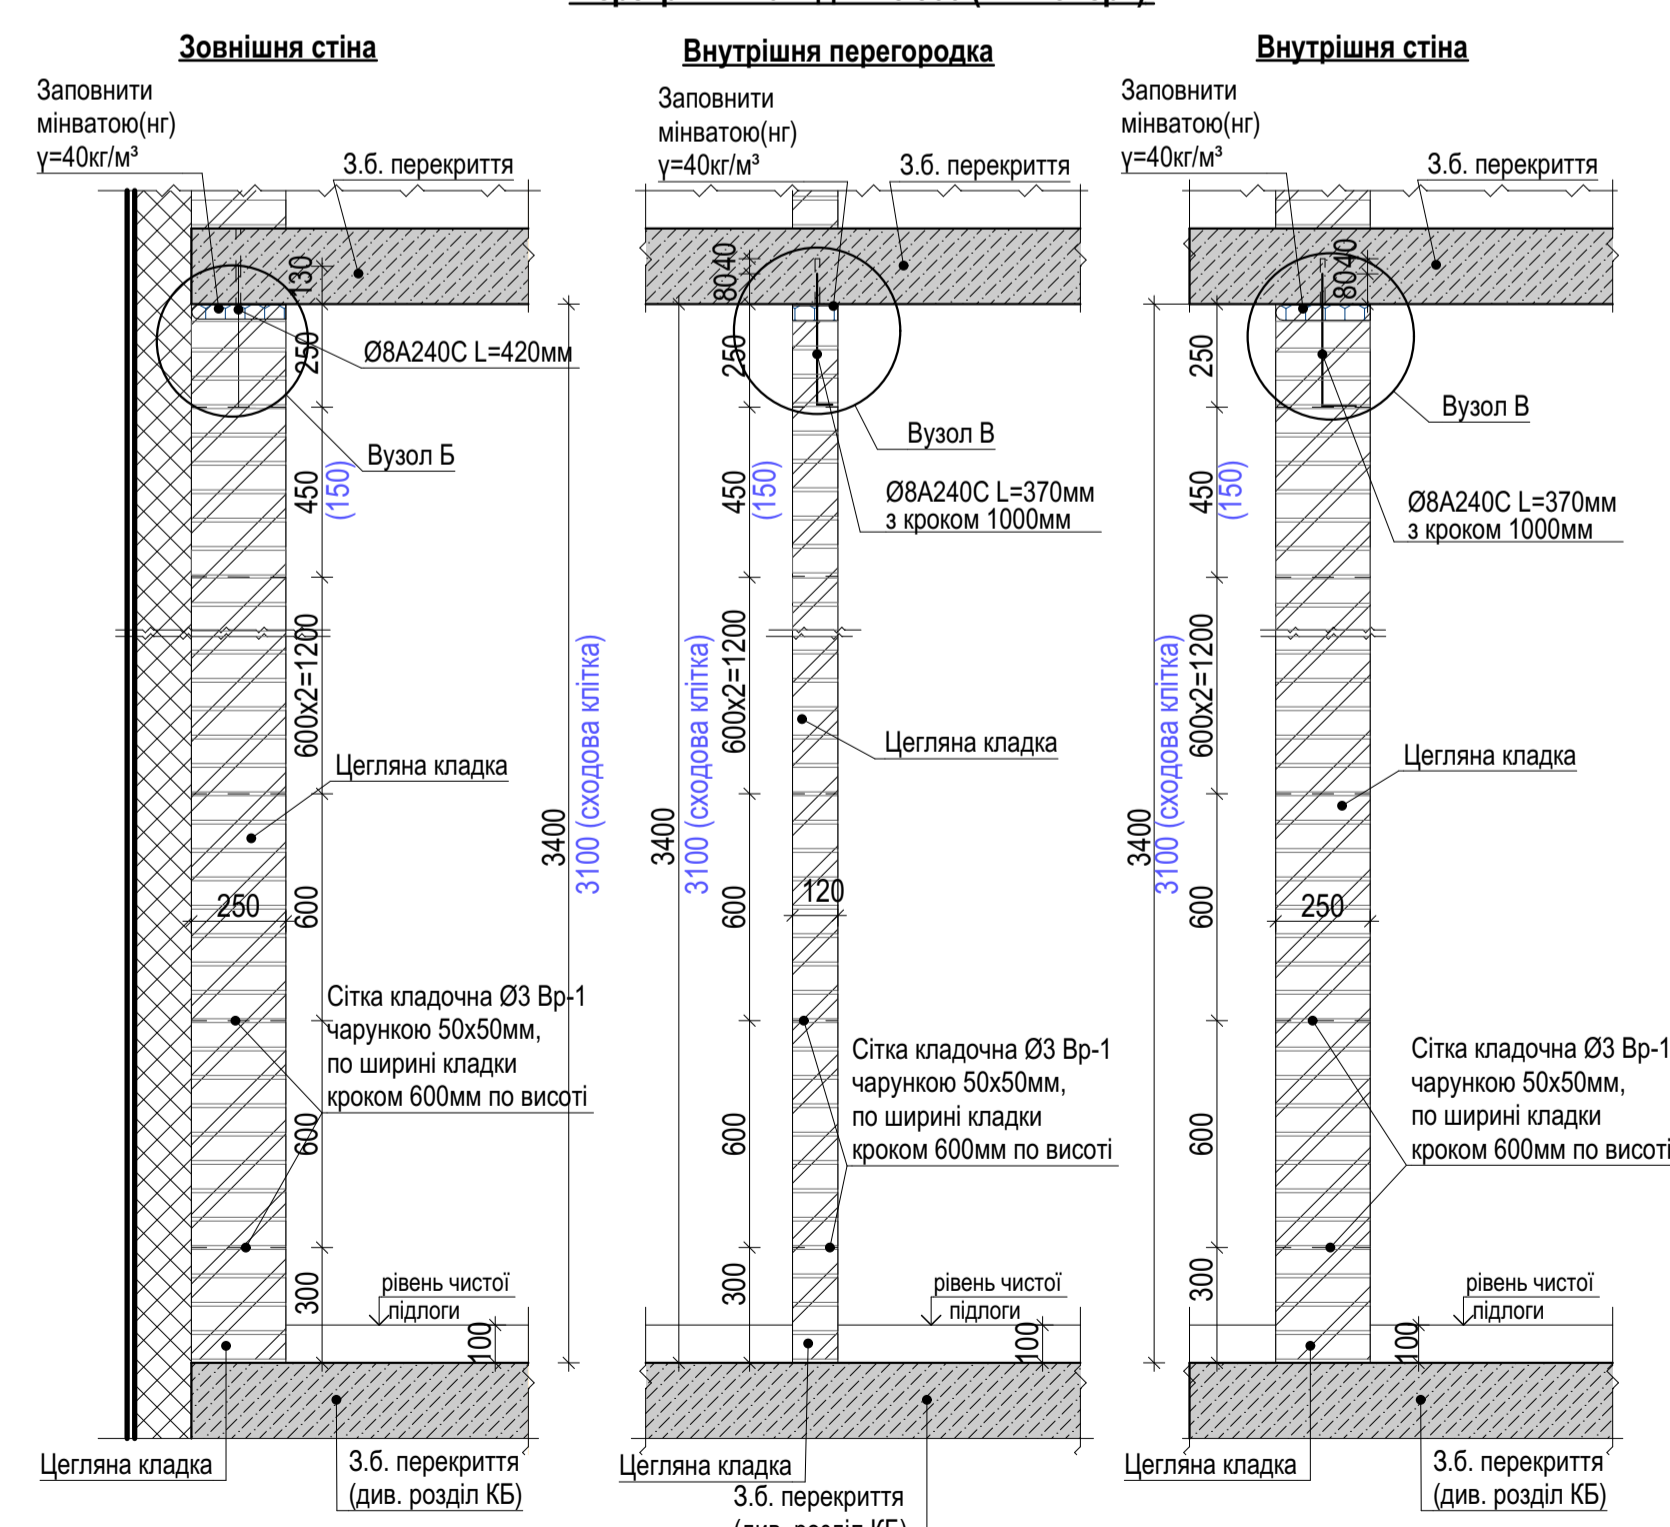 Зовнішня стіна
Заповнити
мінватою(нг)
γ=40кг/м³
З.б. перекриття
130
250
Ø8А240С L=420мм
Вузол Б
450
(150)
600х2=1200
Цегляна кладка
3400
3100 (сходова клітка)
250
600
Сітка кладочна Ø3 Вр-1
чарункою 50х50мм,
по ширині кладки
кроком 600мм по висоті
600
300
рівень чистої
підлоги
100
Цегляна кладка
З.б. перекриття
(див. розділ КБ)
Внутрішня перегородка
Заповнити
мінватою(нг)
γ=40кг/м³
З.б. перекриття
40
80
250
Вузол В
450
(150)
Ø8А240С L=370мм
з кроком 1000мм
3400
3100 (сходова клітка)
600х2=1200
Цегляна кладка
600
120
Сітка кладочна Ø3 Вр-1
чарункою 50х50мм,
по ширині кладки
кроком 600мм по висоті
600
300
рівень чистої
підлоги
100
Цегляна кладка
З.б. перекриття
(див. розділ КБ)
Внутрішня стіна
Заповнити
мінватою(нг)
γ=40кг/м³
З.б. перекриття
40
80
250
Вузол В
450
(150)
Ø8А240С L=370мм
з кроком 1000мм
3400
3100 (сходова клітка)
600х2=1200
Цегляна кладка
600
250
Сітка кладочна Ø3 Вр-1
чарункою 50х50мм,
по ширині кладки
кроком 600мм по висоті
600
300
рівень чистої
підлоги
100
Цегляна кладка
З.б. перекриття
(див. розділ КБ)